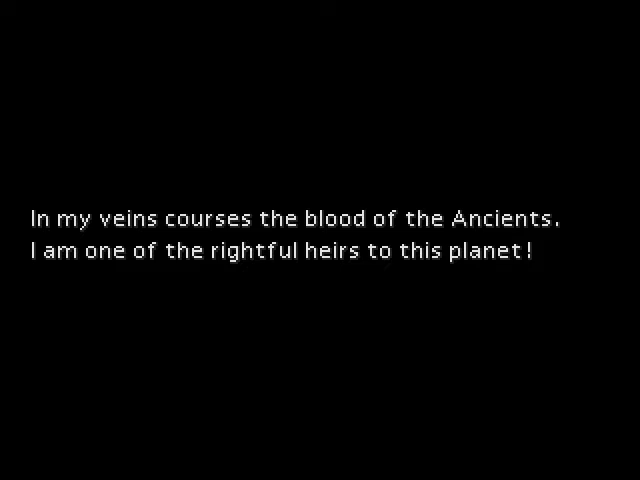 In my veins courses the blood of the Ancients.
I am one of the rightful heirs to this planet!